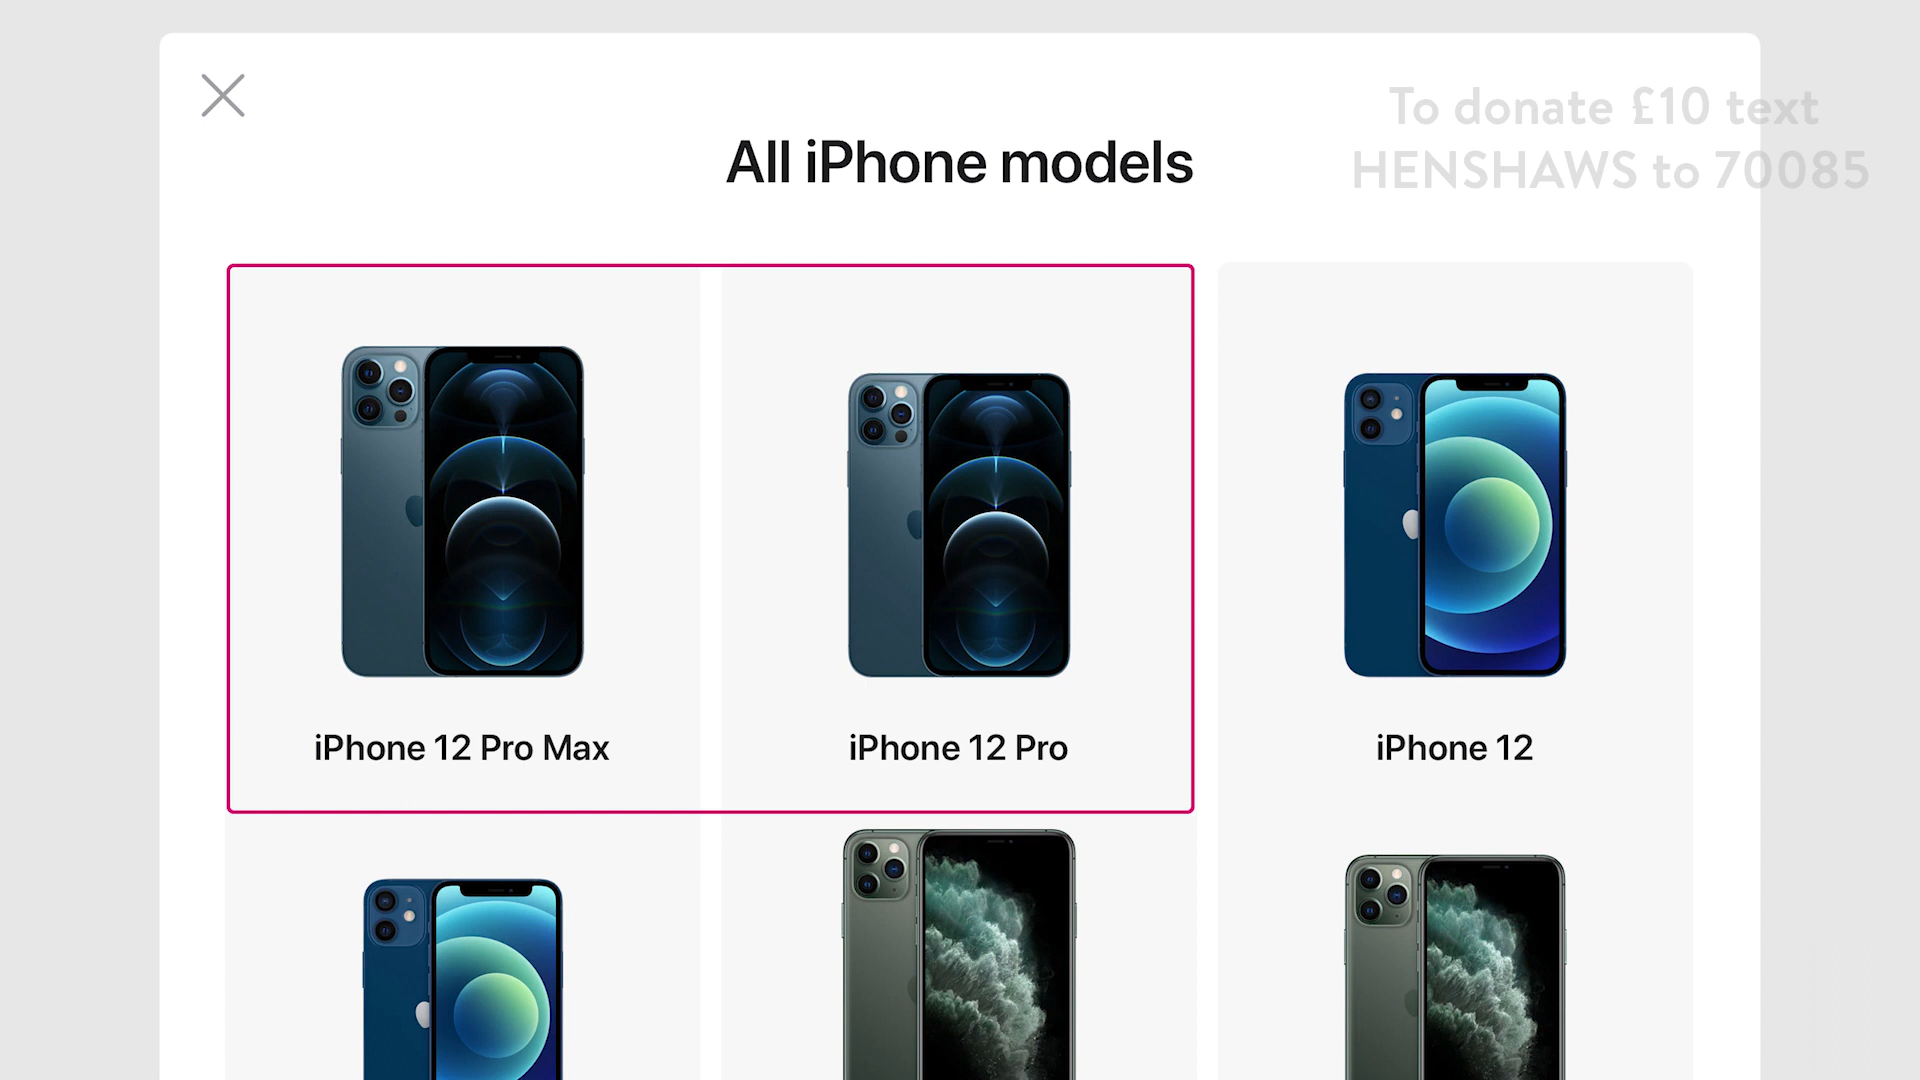 To donate £10 text
HENSHAWS to 70085
All iPhone models
iPhone 12 Pro Max
iPhone 12 Pro
iPhone 12